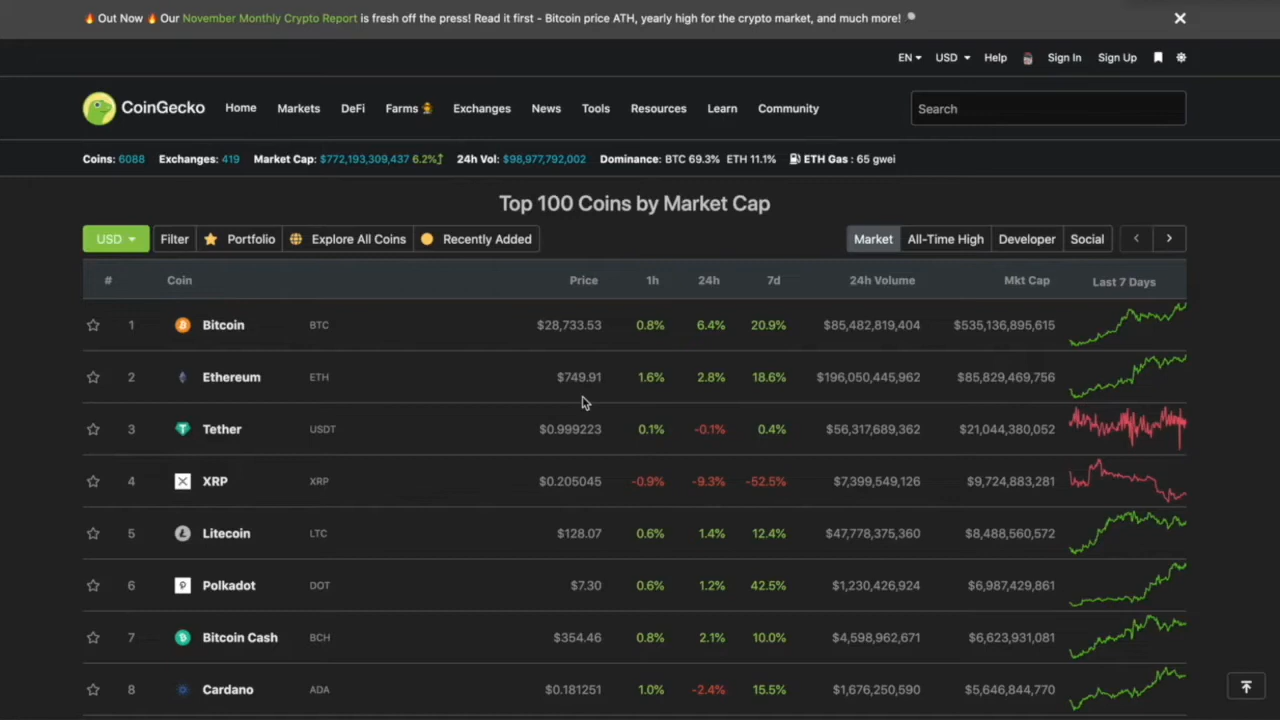 Out Now Our November Monthly Crypto Report is fresh off the press! Read it first - Bitcoin price ATH, yearly high for the crypto market, and much more!
EN USD Help Sign In Sign Up
CoinGecko Home Markets DeFi Farms Exchanges News Tools Resources Learn Community Search
Coins: 6088 Exchanges: 419 Market Cap: $772,193,309,437 6.2% 24h Vol: $98,977,792,002 Dominance: BTC 69.3% ETH 11.1% ETH Gas : 65 gwei
Top 100 Coins by Market Cap
USD Filter Portfolio Explore All Coins Recently Added Market All-Time High Developer Social
# Coin Price 1h 24h 7d 24h Volume Mkt Cap Last 7 Days
1 Bitcoin BTC $28,733.53 0.8% 6.4% 20.9% $85,482,819,404 $535,136,895,615
2 Ethereum ETH $749.91 1.6% 2.8% 18.6% $196,050,445,962 $85,829,469,756
3 Tether USDT $0.999223 0.1% -0.1% 0.4% $56,317,689,362 $21,044,380,052
4 XRP XRP $0.205045 -0.9% -9.3% -52.5% $7,399,549,126 $9,724,883,281
5 Litecoin LTC $128.07 0.6% 1.4% 12.4% $47,778,375,360 $8,488,560,572
6 Polkadot DOT $7.30 0.6% 1.2% 42.5% $1,230,426,924 $6,987,429,861
7 Bitcoin Cash BCH $354.46 0.8% 2.1% 10.0% $4,598,962,671 $6,623,931,081
8 Cardano ADA $0.181251 1.0% -2.4% 15.5% $1,676,250,590 $5,646,844,770